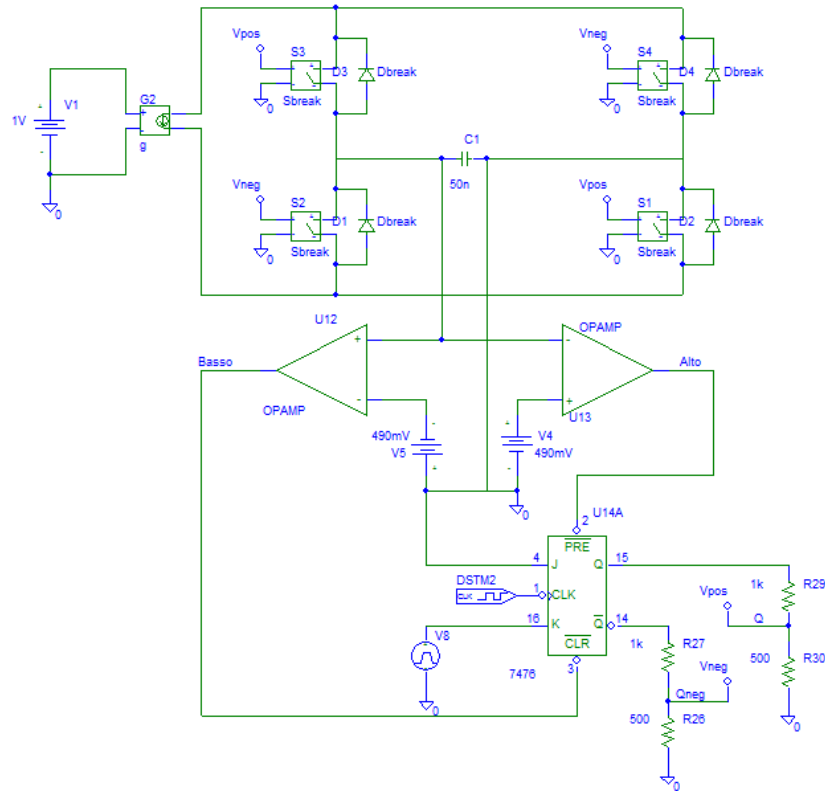 Vpos
S3
D3
Dbreak
0
Sbreak
Vneg
S4
D4
Dbreak
0
Sbreak
1V
+
V1
-
0
G2
+
-
g
C1
50n
Vneg
S2
D1
Dbreak
0
Sbreak
Vpos
S1
D2
Dbreak
0
Sbreak
U12
+
-
Basso
OPAMP
OPAMP
-
+
U13
Alto
490mV
V5
-
+
+
V4
-
490mV
0
2
U14A
PRE
4
J
Q
15
DSTM2
CLK
1
CLK
16
K
Q
14
CLR
3
7476
V8
0
1k
R27
Vneg
Qneg
500
R26
0
1k
R29
Vpos
Q
500
R30
0